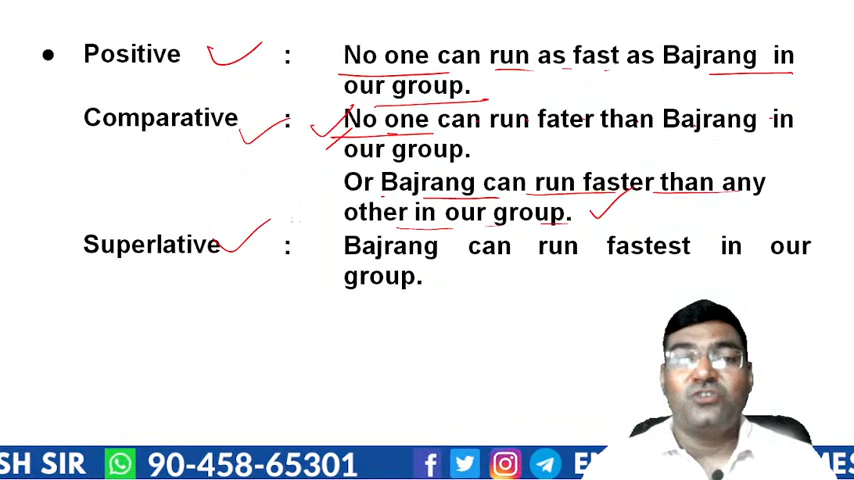 ● Positive : No one can run as fast as Bajrang in
our group.
Comparative : No one can run fater than Bajrang in
our group.
Or Bajrang can run faster than any
other in our group.
Superlative : Bajrang can run fastest in our
group.
SH SIR 90-458-65301